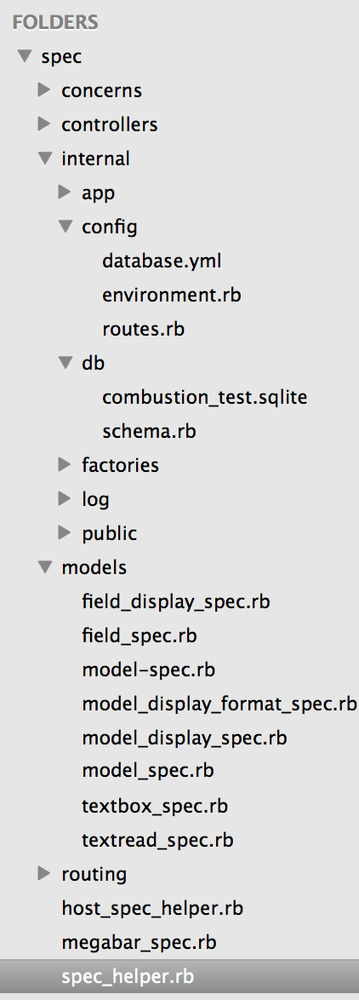 FOLDERS
spec
concerns
controllers
internal
app
config
database.yml
environment.rb
routes.rb
db
combustion_test.sqlite
schema.rb
factories
log
public
models
field_display_spec.rb
field_spec.rb
model-spec.rb
model_display_format_spec.rb
model_display_spec.rb
model_spec.rb
textbox_spec.rb
textread_spec.rb
routing
host_spec_helper.rb
megabar_spec.rb
spec_helper.rb